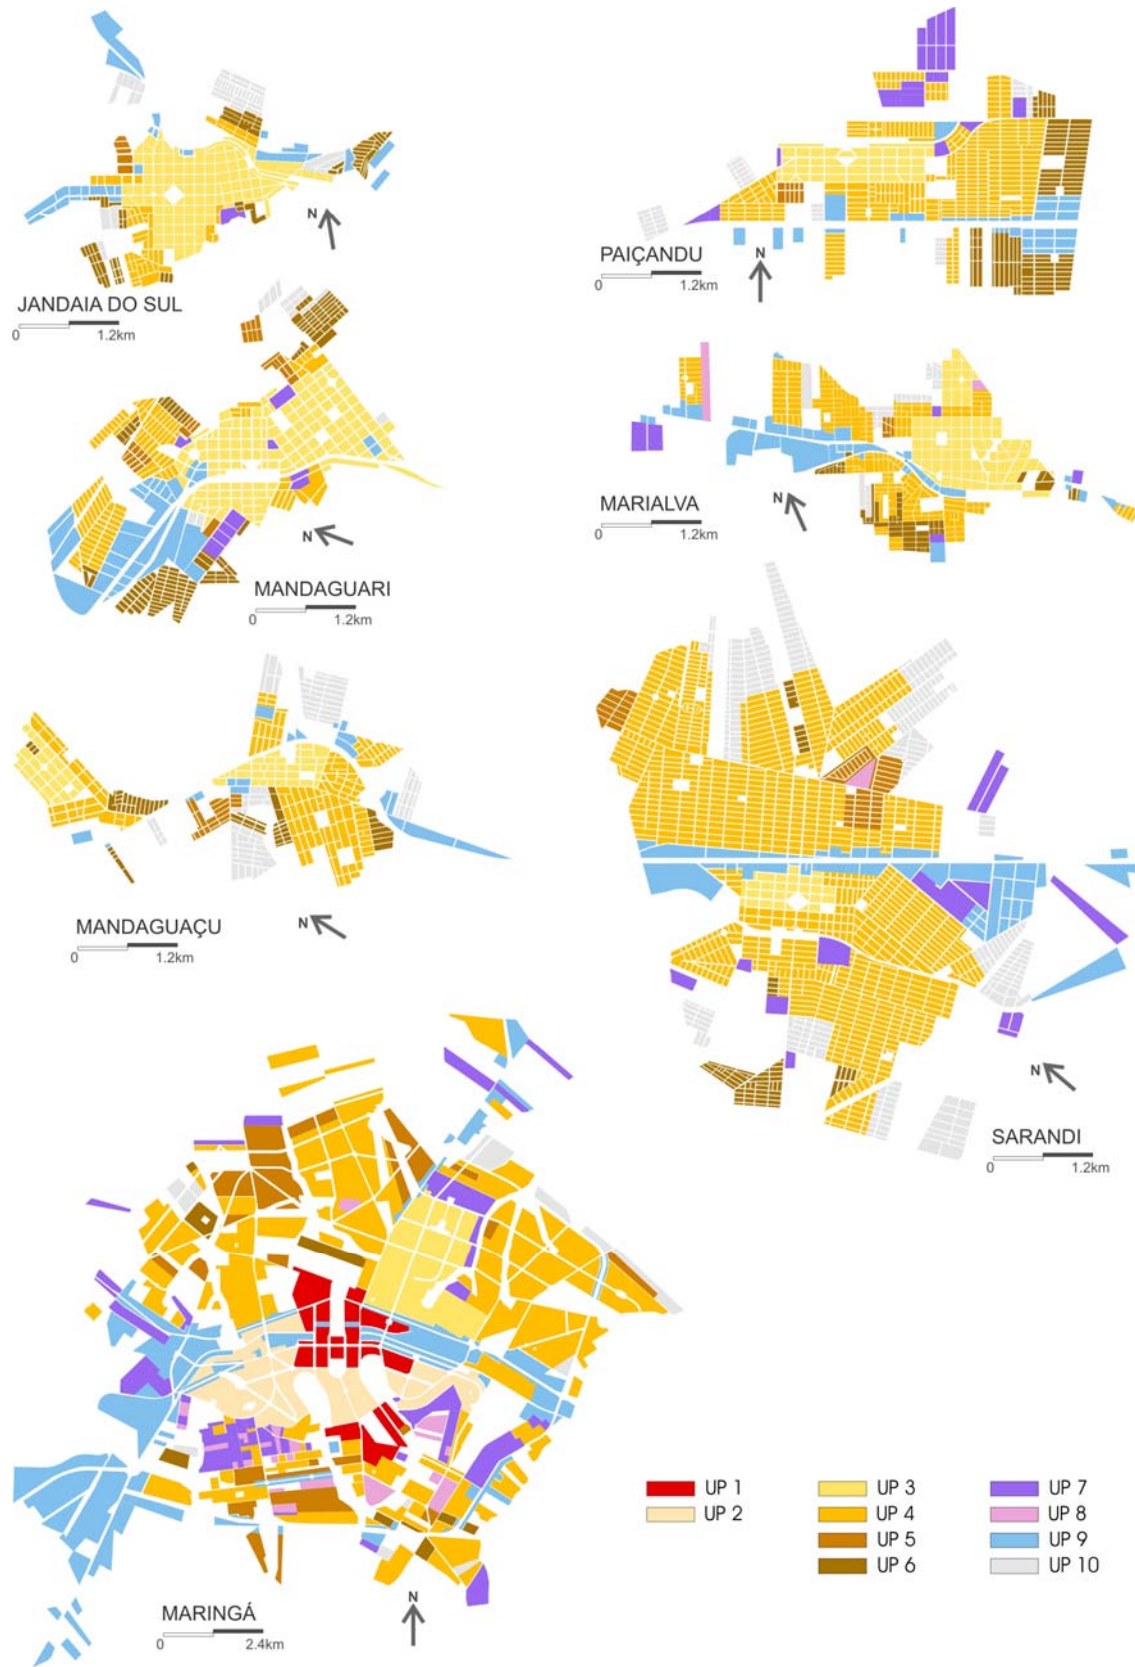 N
JANDAIA DO SUL
0 1.2km
N
PAIÇANDU
0 1.2km
N
MANDAGUARI
0 1.2km
N
MARIALVA
0 1.2km
N
MANDAGUAÇU
0 1.2km
N
SARANDI
0 1.2km
N
MARINGÁ
0 2.4km
UP 1
UP 2
UP 3
UP 4
UP 5
UP 6
UP 7
UP 8
UP 9
UP 10